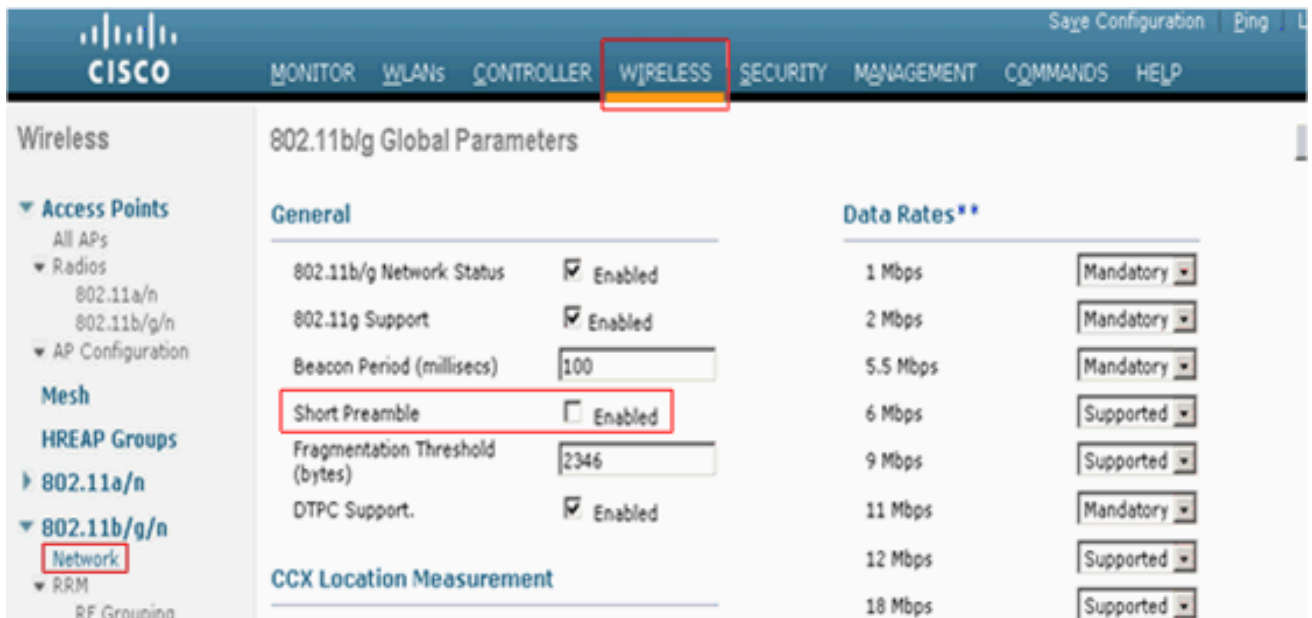 Save Configuration | Ping
CISCO
MONITOR WLANs CONTROLLER WIRELESS SECURITY MANAGEMENT COMMANDS HELP
Wireless
Access Points
All APs
Radios
802.11a/n
802.11b/g/n
AP Configuration
Mesh
HREAP Groups
802.11a/n
802.11b/g/n
Network
RRM
RF Grouping
802.11b/g Global Parameters
General
802.11b/g Network Status Enabled
802.11g Support Enabled
Beacon Period (millisecs) 100
Short Preamble Enabled
Fragmentation Threshold
(bytes) 2346
DTPC Support. Enabled
CCX Location Measurement
Data Rates**
1 Mbps Mandatory
2 Mbps Mandatory
5.5 Mbps Mandatory
6 Mbps Supported
9 Mbps Supported
11 Mbps Mandatory
12 Mbps Supported
18 Mbps Supported